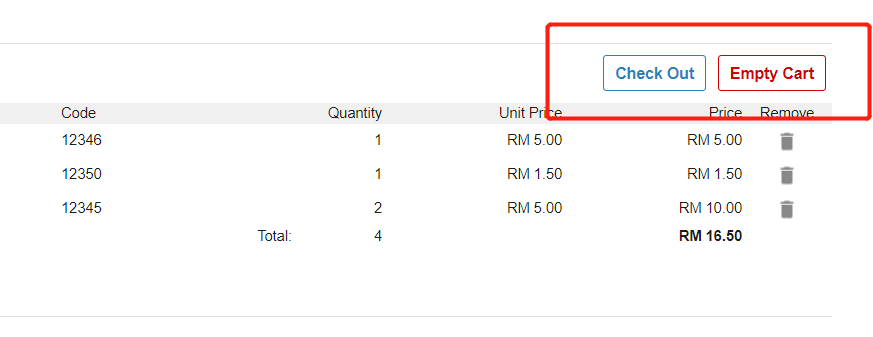 Check Out Empty Cart
Code Quantity Unit Price Price Remove
12346 1 RM 5.00 RM 5.00
12350 1 RM 1.50 RM 1.50
12345 2 RM 5.00 RM 10.00
Total: 4 RM 16.50